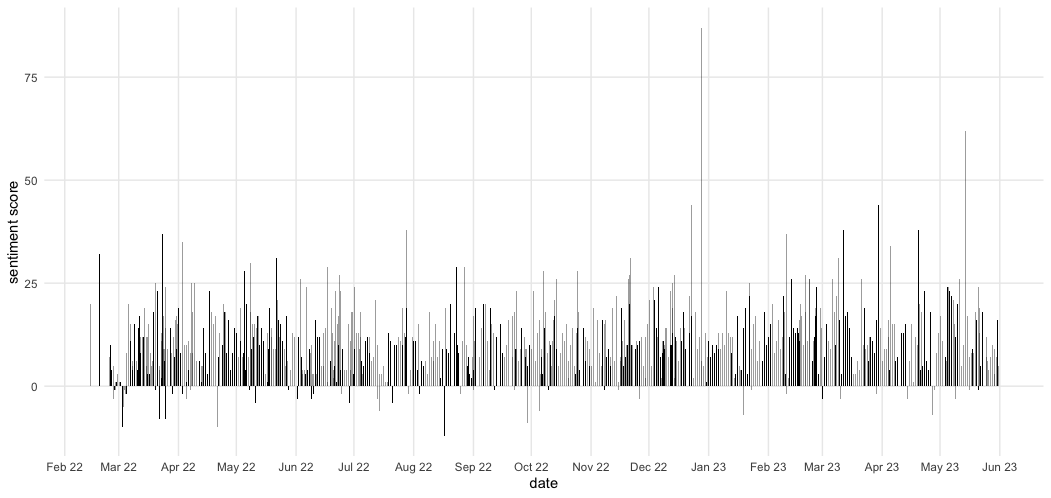 75
50
25
0
sentiment score
Feb 22 Mar 22 Apr 22 May 22 Jun 22 Jul 22 Aug 22 Sep 22 Oct 22 Nov 22 Dec 22 Jan 23 Feb 23 Mar 23 Apr 23 May 23 Jun 23
date